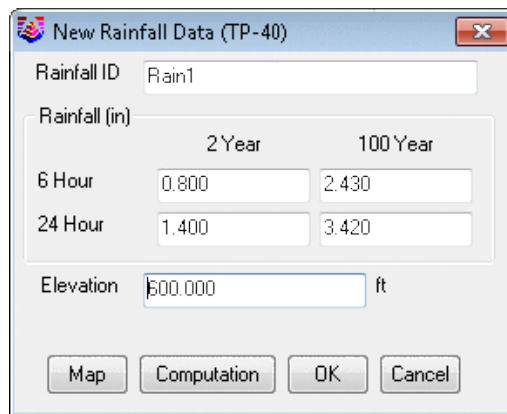 New Rainfall Data (TP-40)
Rainfall ID Rain1
Rainfall (in)
2 Year 100 Year
6 Hour 0.800 2.430
24 Hour 1.400 3.420
Elevation 600.000 ft
Map Computation OK Cancel